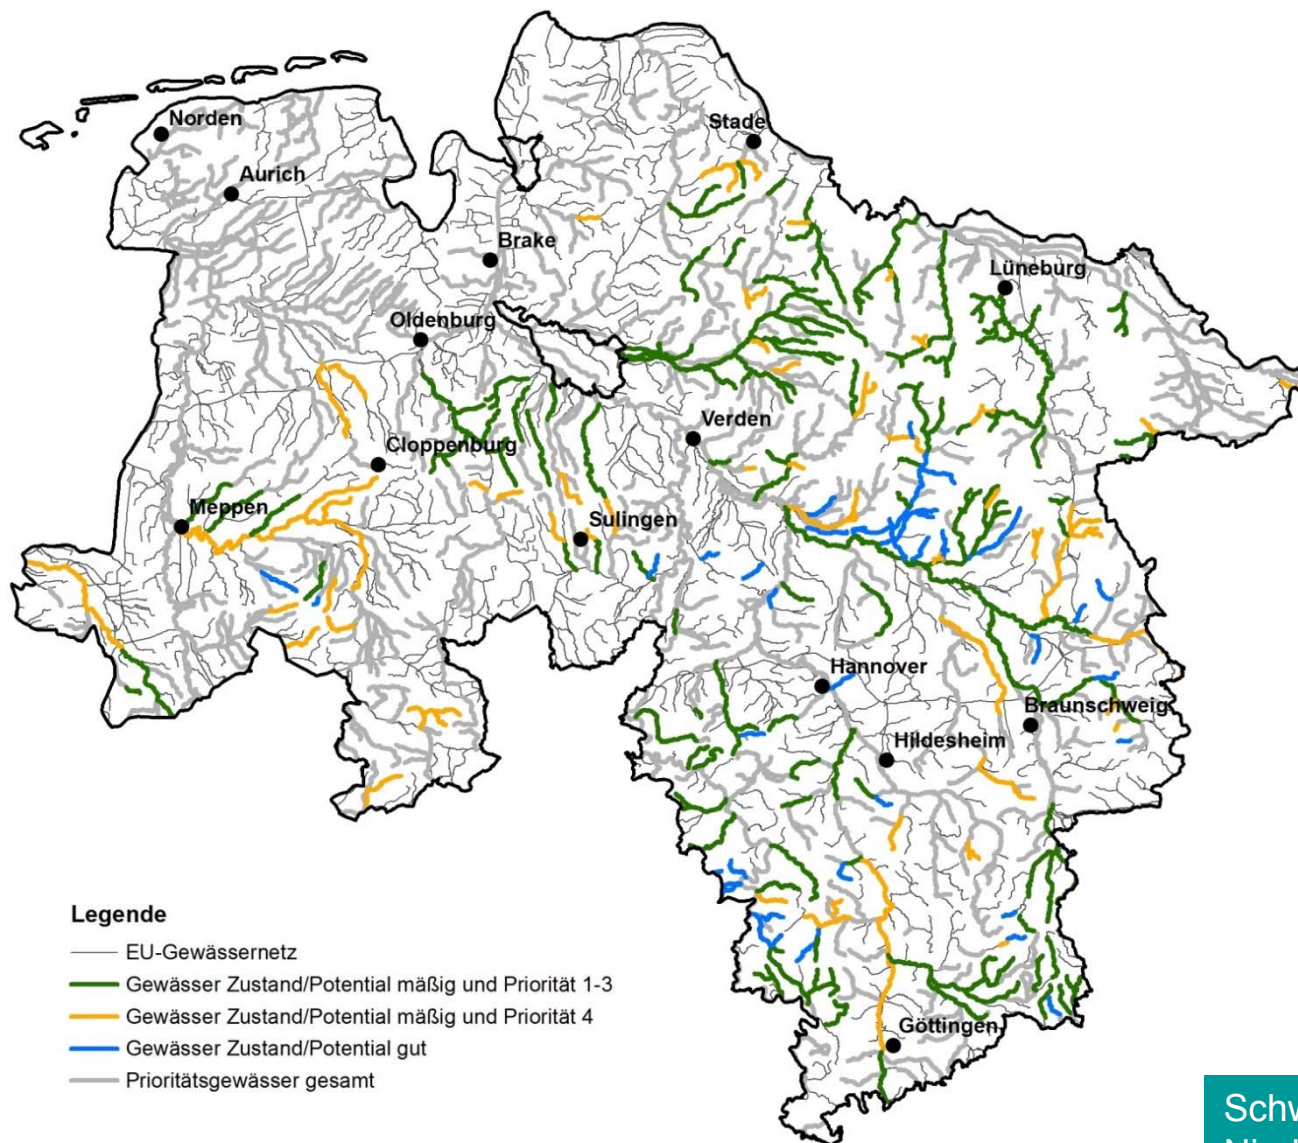 Norden
Stade
Aurich
Brake
Lüneburg
Oldenburg
Verden
Cloppenburg
Meppen
Sulingen
Hannover
Braunschweig
Hildesheim
Göttingen
Legende
EU-Gewässernetz
Gewässer Zustand/Potential mäßig und Priorität 1-3
Gewässer Zustand/Potential mäßig und Priorität 4
Gewässer Zustand/Potential gut
Prioritätsgewässer gesamt